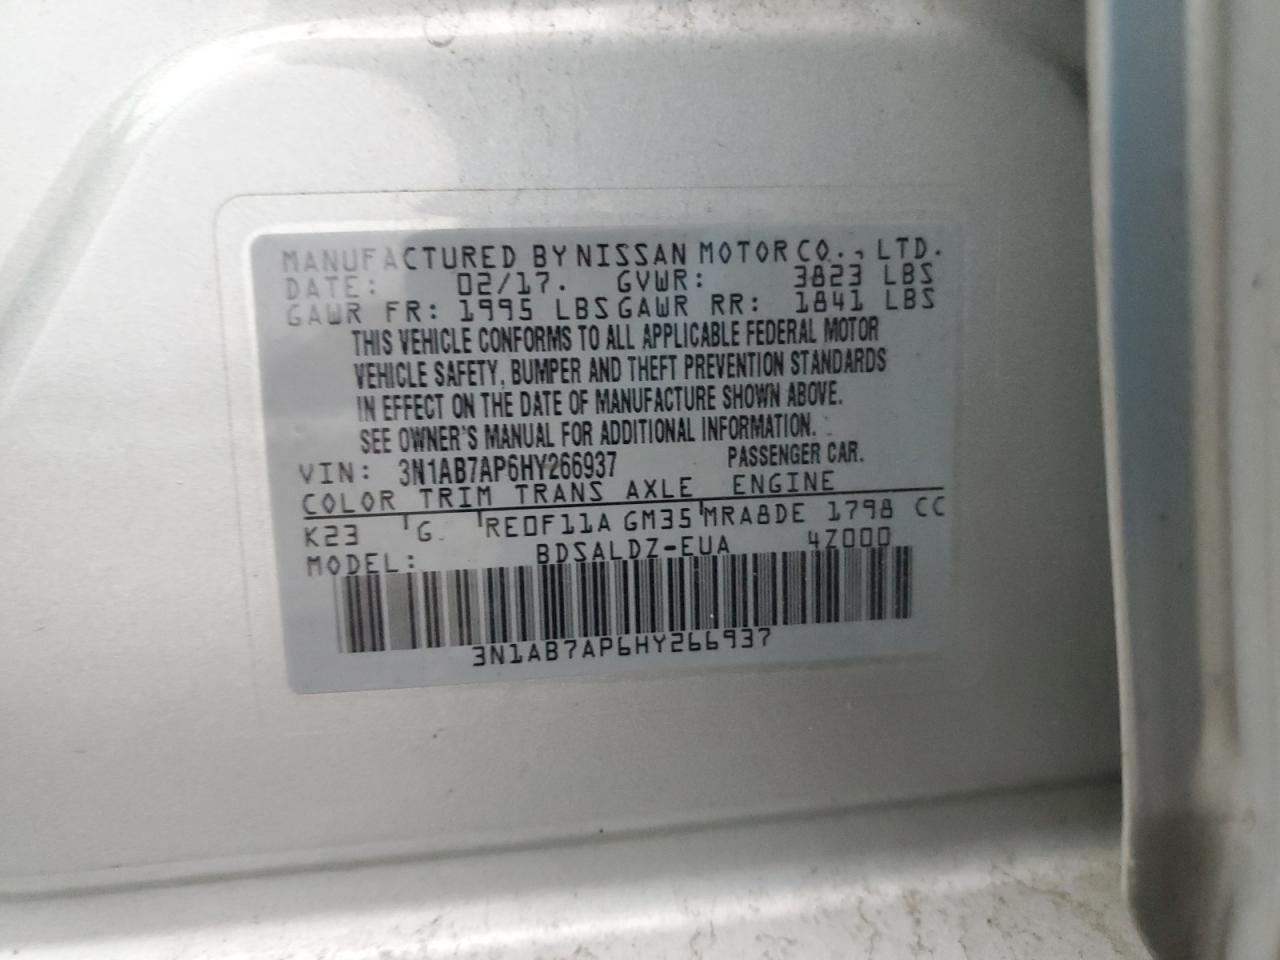 MANUFACTURED BY NISSAN MOTOR CO., LTD.
DATE: 02/17. GVWR: 3823 LBS
GAWR FR: 1995 LBS GAWR RR: 1841 LBS
THIS VEHICLE CONFORMS TO ALL APPLICABLE FEDERAL MOTOR
VEHICLE SAFETY, BUMPER AND THEFT PREVENTION STANDARDS
IN EFFECT ON THE DATE OF MANUFACTURE SHOWN ABOVE.
SEE OWNER'S MANUAL FOR ADDITIONAL INFORMATION.
VIN: 3N1AB7AP6HY266937 PASSENGER CAR.
COLOR TRIM TRANS AXLE ENGINE
K23 G RE0F11A GM35 MRA8DE 1798 CC
MODEL: BDSALDZ-EUA 4Z000
3N1AB7AP6HY266937